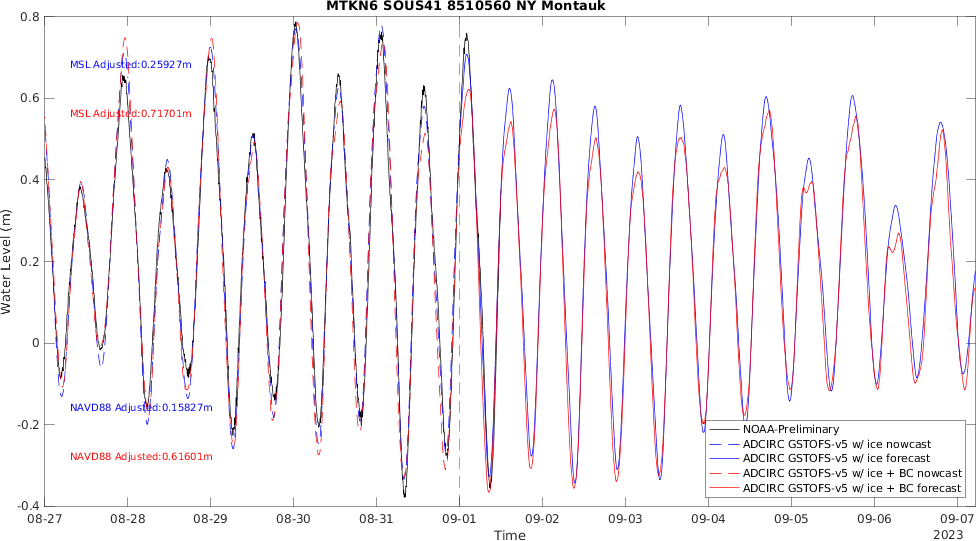 MTKN6 SOUS41 8510560 NY Montauk
0.8
0.6
0.4
0.2
0
-0.2
-0.4
Water Level (m)
MSL Adjusted:0.25927m
MSL Adjusted:0.71701m
NAVD88 Adjusted:0.15827m
NAVD88 Adjusted:0.61601m
NOAA-Preliminary
ADCIRC GSTOFS-v5 w/ ice nowcast
ADCIRC GSTOFS-v5 w/ ice forecast
ADCIRC GSTOFS-v5 w/ ice + BC nowcast
ADCIRC GSTOFS-v5 w/ ice + BC forecast
08-27 08-28 08-29 08-30 08-31 09-01 09-02 09-03 09-04 09-05 09-06 09-07
Time
2023